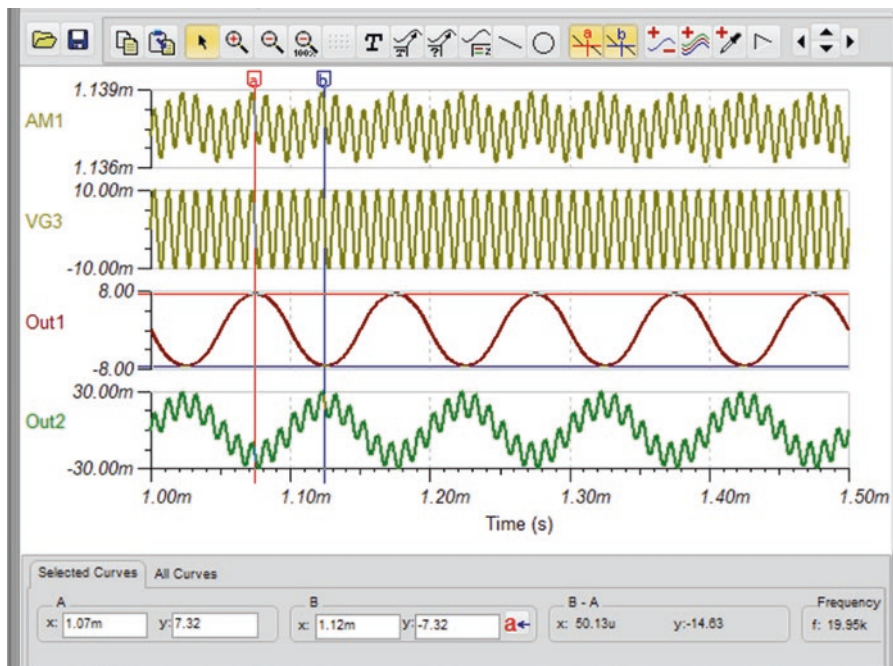 100%
T
a
b
a
b
1.139m
AM1
1.136m
10.00m
VG3
-10.00m
8.00
Out1
-8.00
30.00m
Out2
-30.00m
1.00m 1.10m 1.20m 1.30m 1.40m 1.50m
Time (s)
Selected Curves All Curves
A B B - A Frequency
x: 1.07m y: 7.32 x: 1.12m y: -7.32 a← x: 50.13u y:-14.63 f: 19.95k